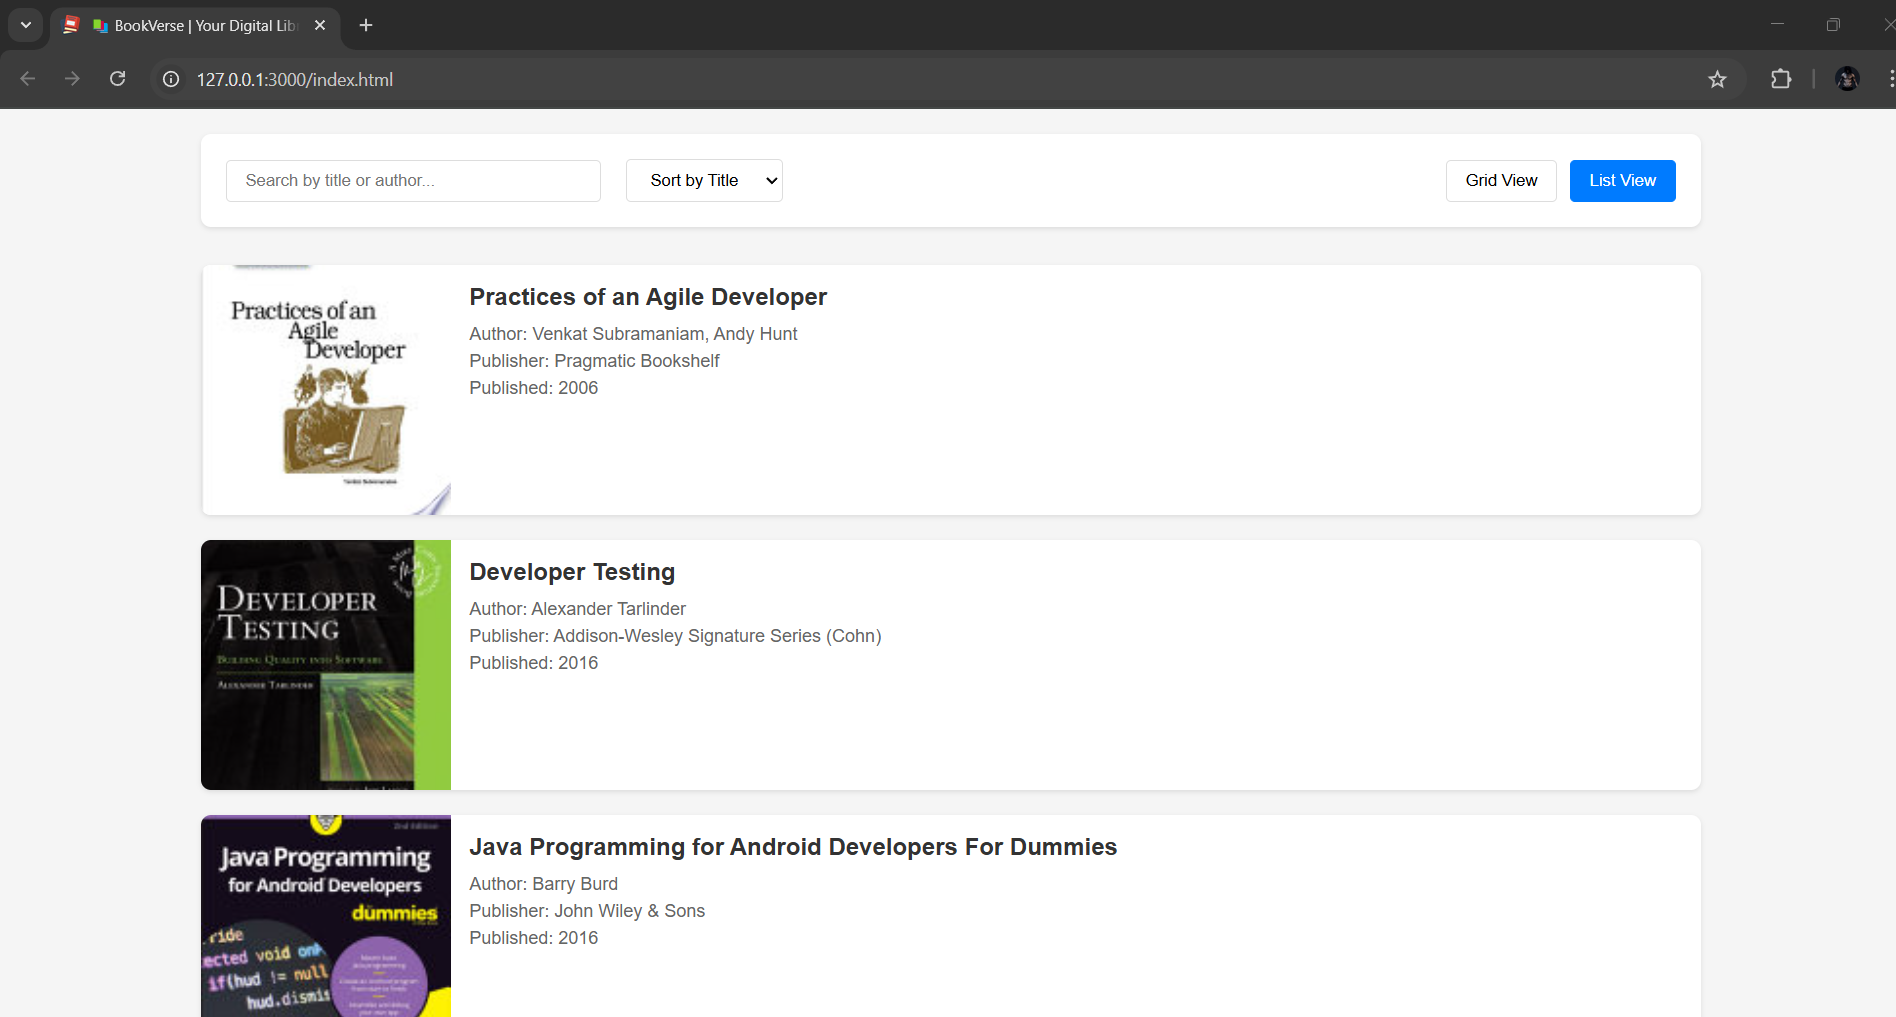 BookVerse | Your Digital Lib
127.0.0.1:3000/index.html
Search by title or author...
Sort by Title
Grid View
List View
Practices of an
Agile
Developer
Practices of an Agile Developer
Author: Venkat Subramaniam, Andy Hunt
Publisher: Pragmatic Bookshelf
Published: 2006
DEVELOPER
TESTING
BUILDING QUALITY INTO SOFTWARE
ALEXANDER TARLINDER
Developer Testing
Author: Alexander Tarlinder
Publisher: Addison-Wesley Signature Series (Cohn)
Published: 2016
2nd Edition
Java Programming
for Android Developers
dummies
ride
ected void onP
if(hud != null
hud.dismis
Java Programming for Android Developers For Dummies
Author: Barry Burd
Publisher: John Wiley & Sons
Published: 2016